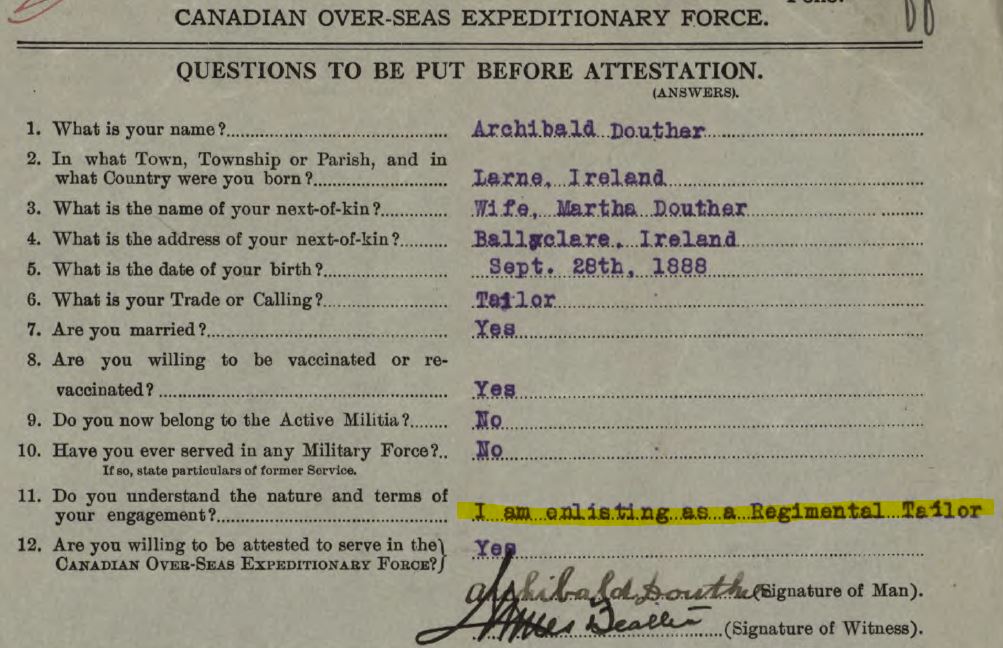 CANADIAN OVER-SEAS EXPEDITIONARY FORCE.
QUESTIONS TO BE PUT BEFORE ATTESTATION.
(ANSWERS).
1. What is your name?........ Archibald Douther
2. In what Town, Township or Parish, and in
what Country were you born?........ Larne, Ireland
3. What is the name of your next-of-kin?........ Wife, Martha Douther
4. What is the address of your next-of-kin?........ Ballyclare, Ireland
5. What is the date of your birth?........ Sept. 28th, 1888
6. What is your Trade or Calling?........ Tailor
7. Are you married?........ Yes
8. Are you willing to be vaccinated or re-
vaccinated?........ Yes
9. Do you now belong to the Active Militia?........ No
10. Have you ever served in any Military Force?.. No
If so, state particulars of former Service.
11. Do you understand the nature and terms of
your engagement?........ I am enlisting as a Regimental Tailor
12. Are you willing to be attested to serve in the } Yes
CANADIAN OVER-SEAS EXPEDITIONARY FORCE? }
Archibald Douther (Signature of Man).
James (Signature of Witness).